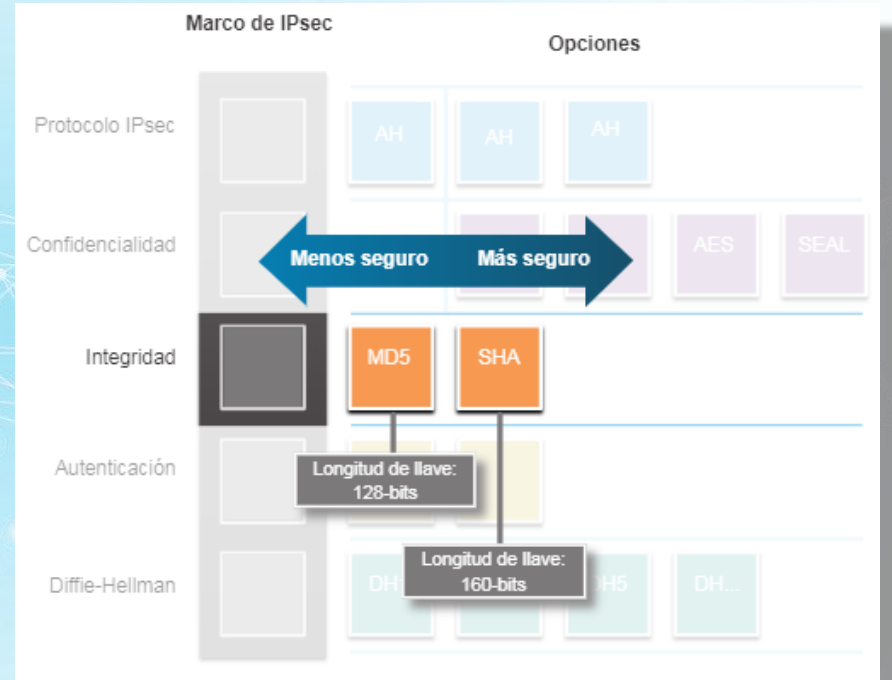 Marco de IPsec
Opciones
Protocolo IPsec
AH
AH
AH
Confidencialidad
Menos seguro
Más seguro
AES
SEAL
Integridad
MD5
SHA
Autenticación
Longitud de llave:
128-bits
Longitud de llave:
160-bits
Diffie-Hellman
DH5
DH...